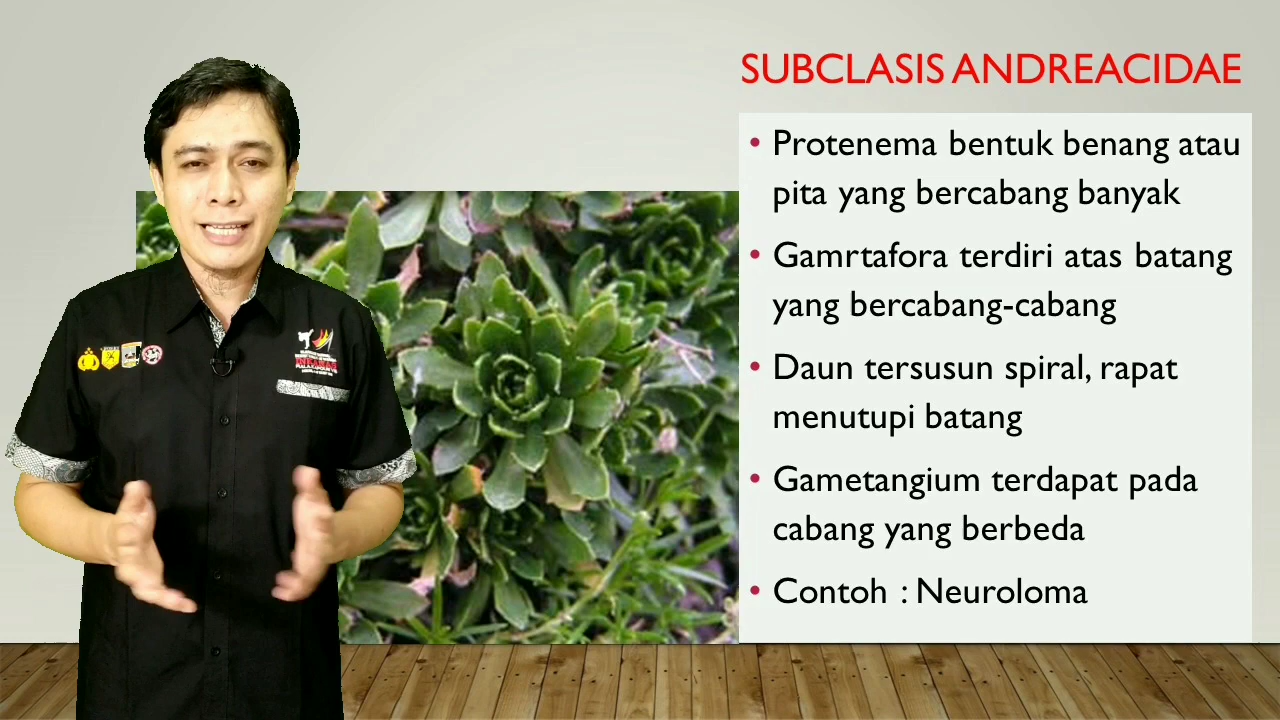 SUBCLASIS ANDREACIDAE
• Protenema bentuk benang atau
pita yang bercabang banyak
• Gamrtafora terdiri atas batang
yang bercabang-cabang
• Daun tersusun spiral, rapat
menutupi batang
• Gametangium terdapat pada
cabang yang berbeda
• Contoh : Neuroloma